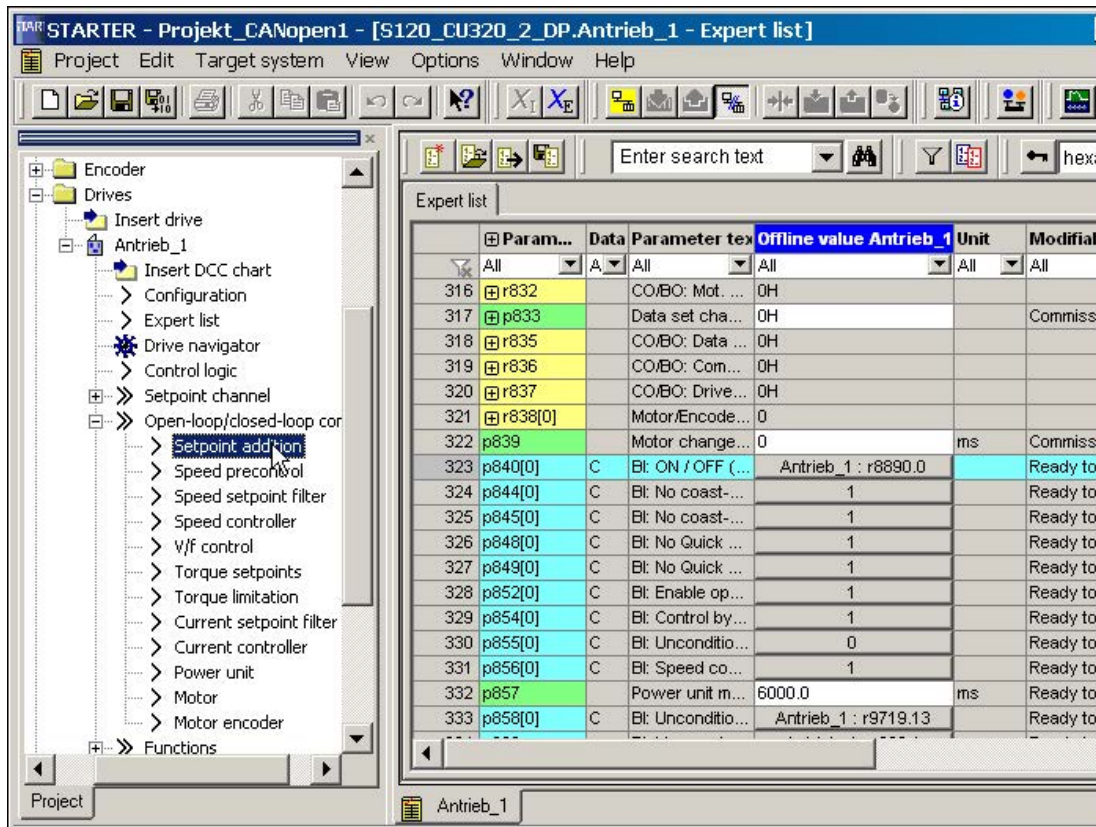 STARTER - Projekt_CANopen1 - [S120_CU320_2_DP.Antrieb_1 - Expert list]
Project Edit Target system View Options Window Help
Encoder
Drives
Insert drive
Antrieb_1
Insert DCC chart
Configuration
Expert list
Drive navigator
Control logic
Setpoint channel
Open-loop/closed-loop cor
Setpoint addition
Speed precontrol
Speed setpoint filter
Speed controller
V/f control
Torque setpoints
Torque limitation
Current setpoint filter
Current controller
Power unit
Motor
Motor encoder
Functions
Project
Enter search text hexa
Expert list
Param... Data Parameter tex Offline value Antrieb_1 Unit Modifial
All A All All All All
316 r832 CO/BO: Mot. ... 0H
317 p833 Data set cha... 0H Commiss
318 r835 CO/BO: Data ... 0H
319 r836 CO/BO: Com... 0H
320 r837 CO/BO: Drive... 0H
321 r838[0] Motor/Encode... 0
322 p839 Motor change... 0 ms Commiss
323 p840[0] C BI: ON / OFF (... Antrieb_1 : r8890.0 Ready to
324 p844[0] C BI: No coast-... 1 Ready to
325 p845[0] C BI: No coast-... 1 Ready to
326 p848[0] C BI: No Quick ... 1 Ready to
327 p849[0] C BI: No Quick ... 1 Ready to
328 p852[0] C BI: Enable op... 1 Ready to
329 p854[0] C BI: Control by... 1 Ready to
330 p855[0] C BI: Unconditio... 0 Ready to
331 p856[0] C BI: Speed co... 1 Ready to
332 p857 Power unit m... 6000.0 ms Ready to
333 p858[0] C BI: Unconditio... Antrieb_1 : r9719.13 Ready to
Antrieb_1